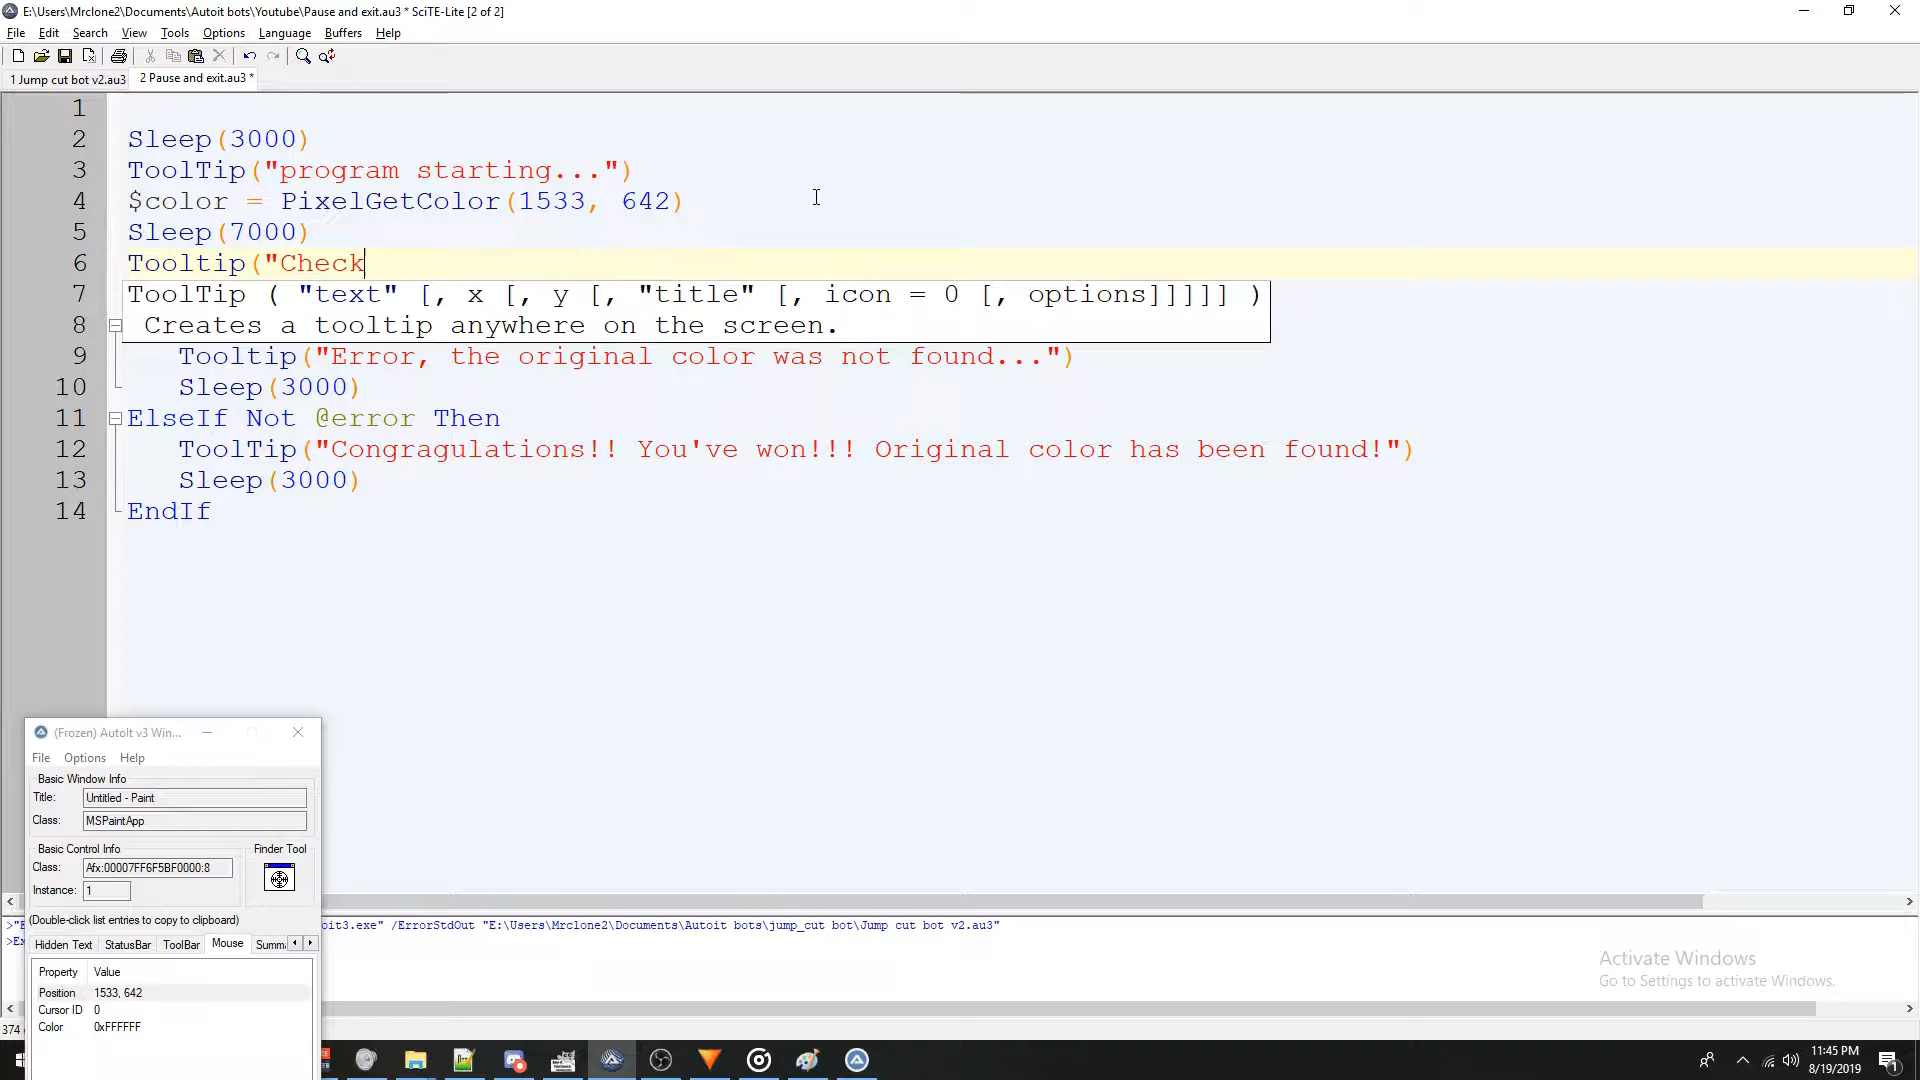 E:\Users\Mrclone2\Documents\Autoit bots\Youtube\Pause and exit.au3 * SciTE-Lite [2 of 2]
File Edit Search View Tools Options Language Buffers Help
1 Jump cut bot v2.au3 2 Pause and exit.au3 *
1
2 Sleep(3000)
3 ToolTip("program starting...")
4 $color = PixelGetColor(1533, 642)
5 Sleep(7000)
6 Tooltip("Check
7 ToolTip ( "text" [, x [, y [, "title" [, icon = 0 [, options]]]]] )
8 Creates a tooltip anywhere on the screen.
9 Tooltip("Error, the original color was not found...")
10 Sleep(3000)
11 ElseIf Not @error Then
12 ToolTip("Congragulations!! You've won!!! Original color has been found!")
13 Sleep(3000)
14 EndIf
(Frozen) AutoIt v3 Win...
File Options Help
Basic Window Info
Title: Untitled - Paint
Class: MSPaintApp
Basic Control Info Finder Tool
Class: Afx:00007FF6F5BF0000:8
Instance: 1
(Double-click list entries to copy to clipboard)
Hidden Text StatusBar ToolBar Mouse Summ
Property Value
Position 1533, 642
Cursor ID 0
Color 0xFFFFFF
>"E oit3.exe" /ErrorStdOut "E:\Users\Mrclone2\Documents\Autoit bots\jump_cut bot\Jump cut bot v2.au3"
>Ex
374
Activate Windows
Go to Settings to activate Windows.
11:45 PM
8/19/2019
1